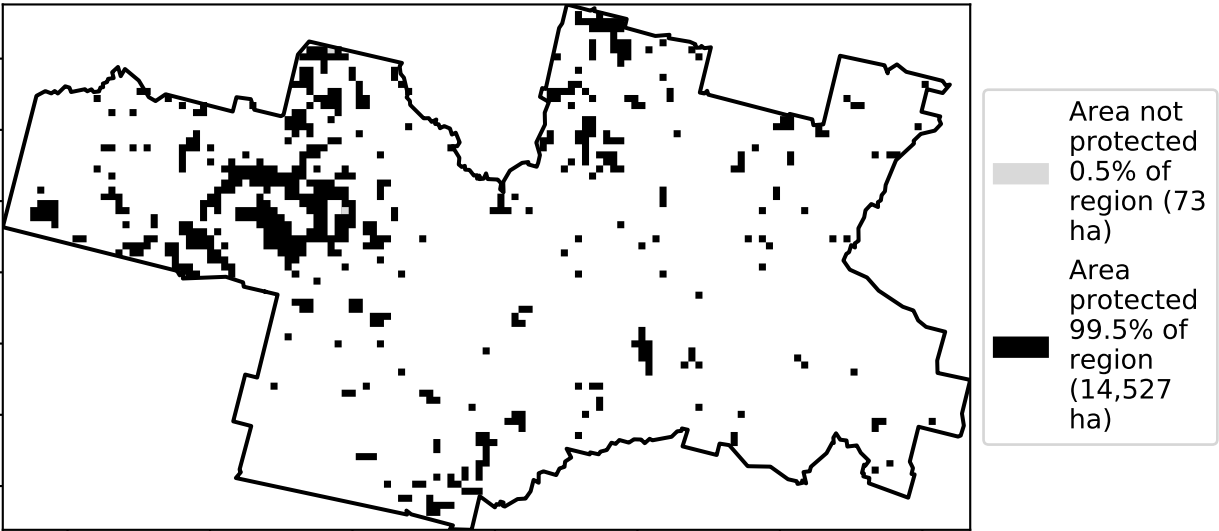 Area not
protected
0.5% of
region (73
ha)
Area
protected
99.5% of
region
(14,527
ha)